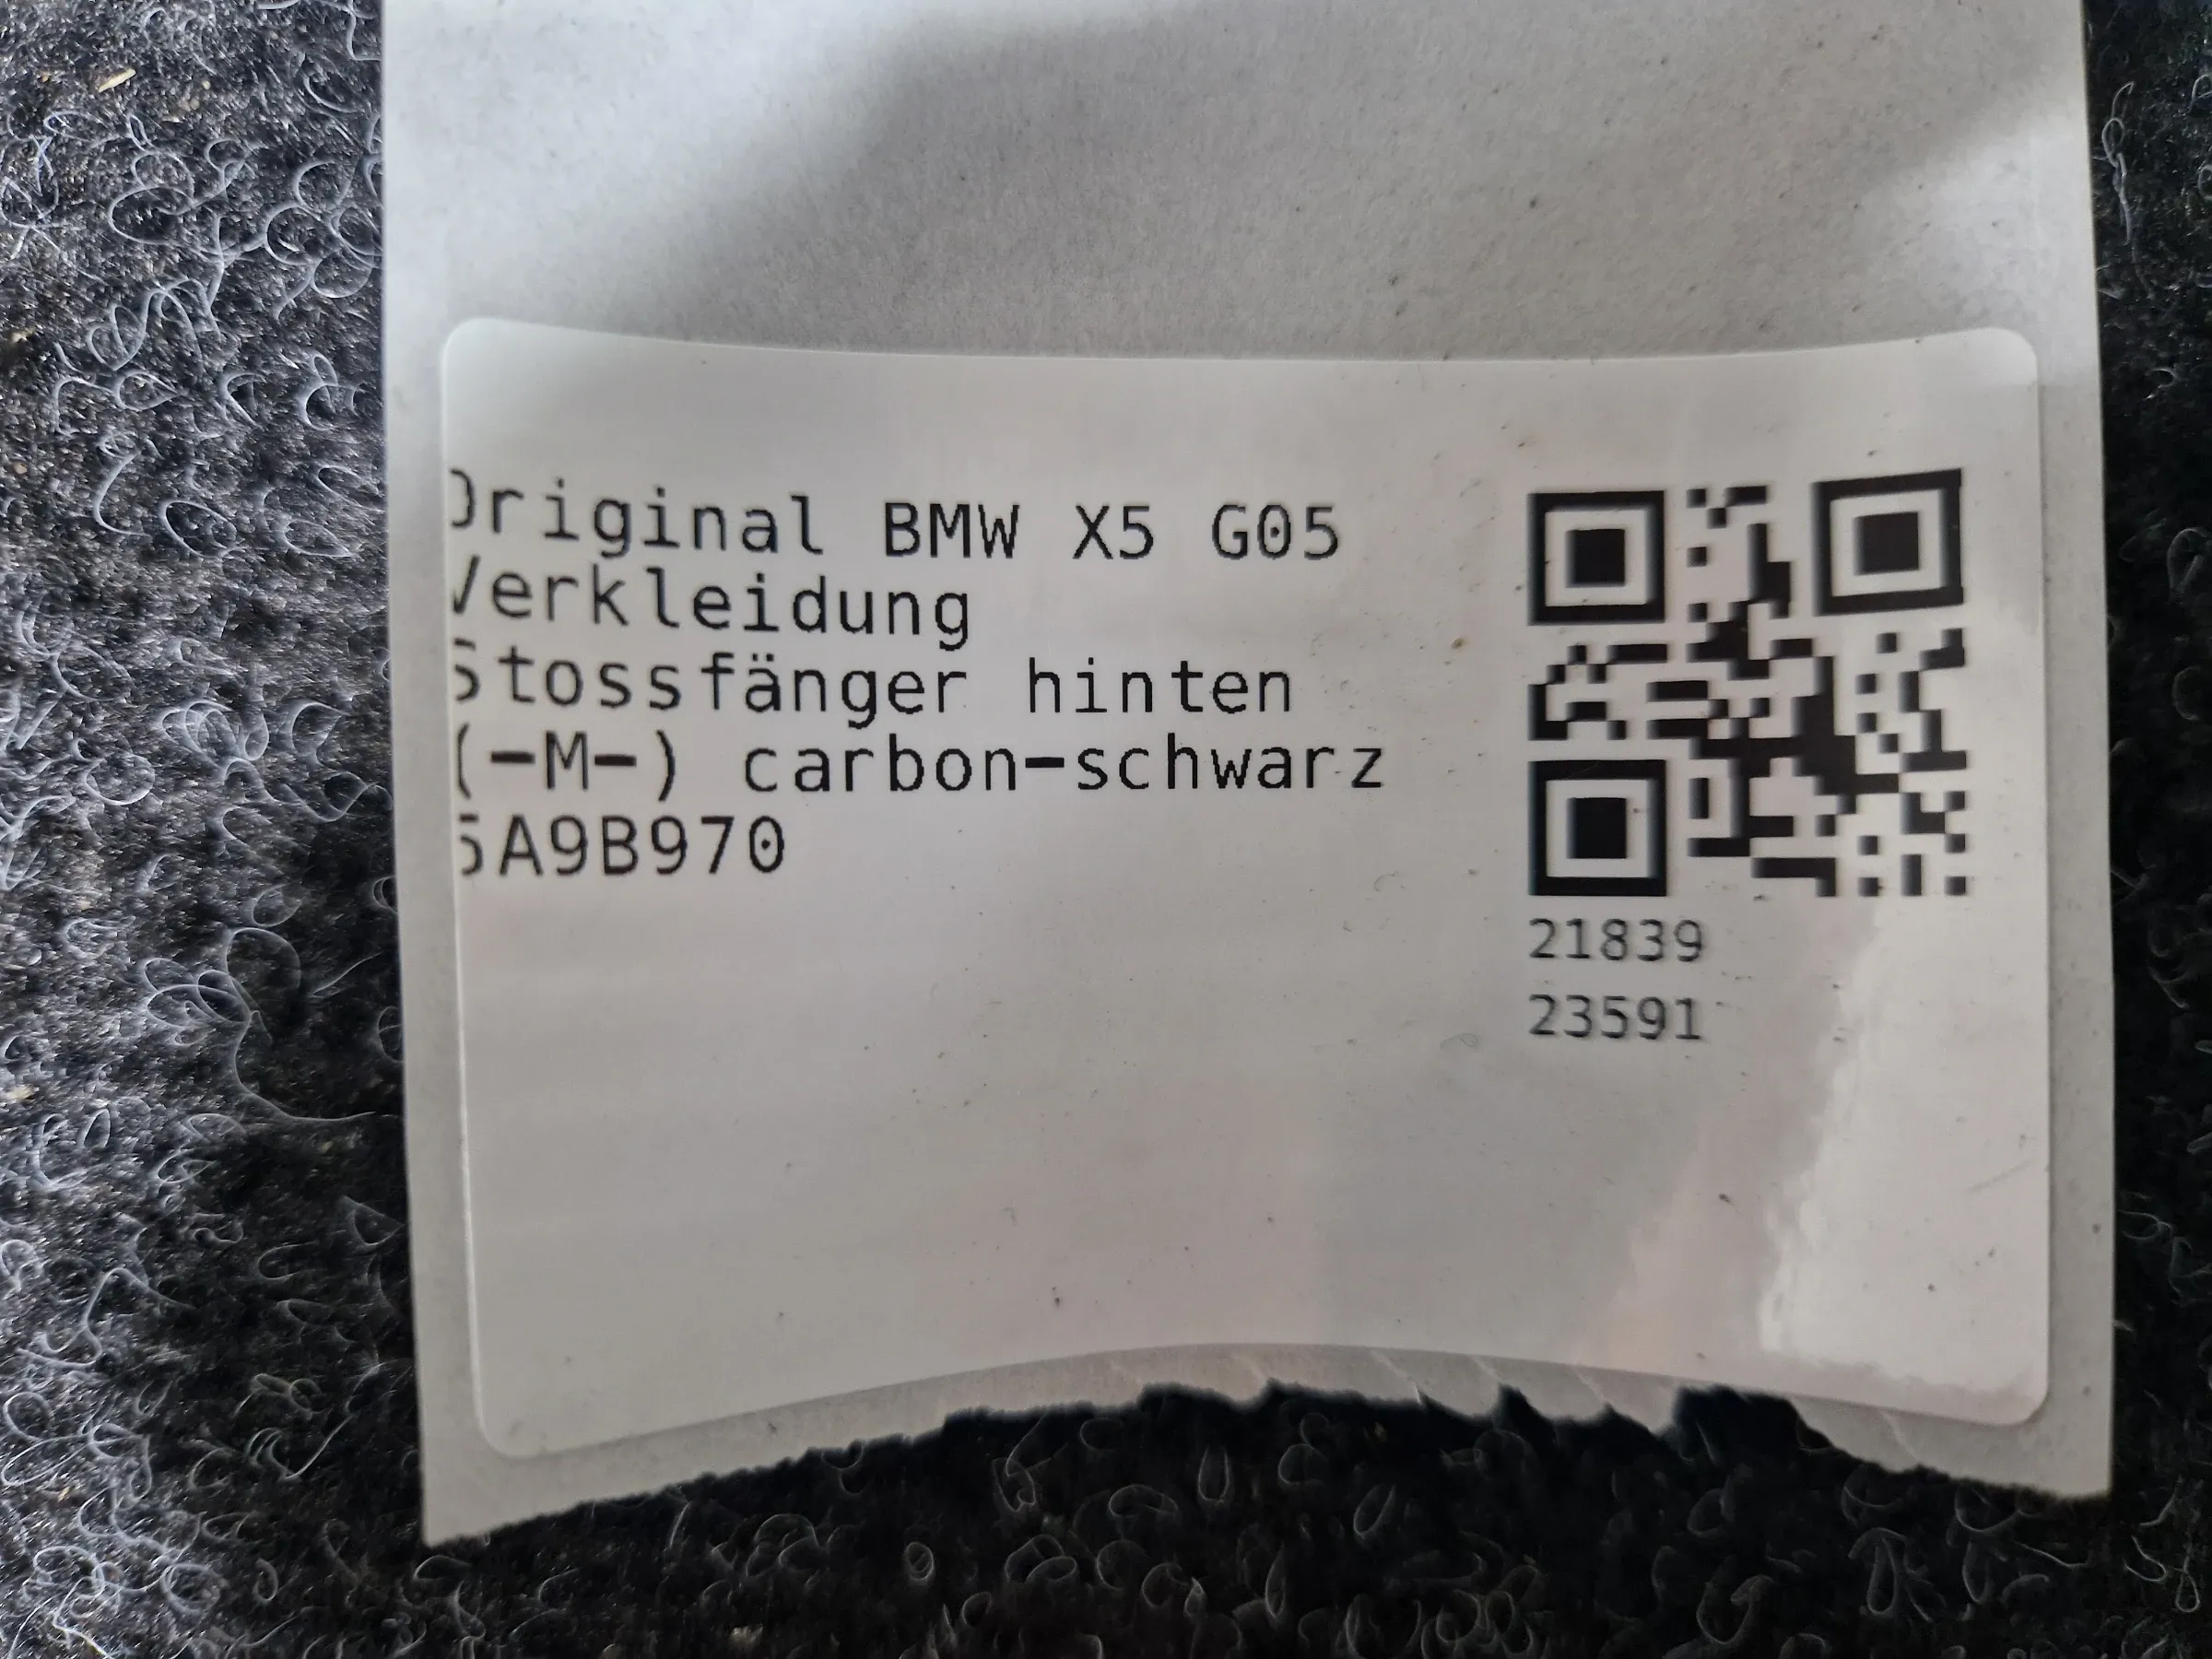 Original BMW X5 G05
Verkleidung
Stossfänger hinten
(-M-) carbon-schwarz
5A9B970
21839
23591